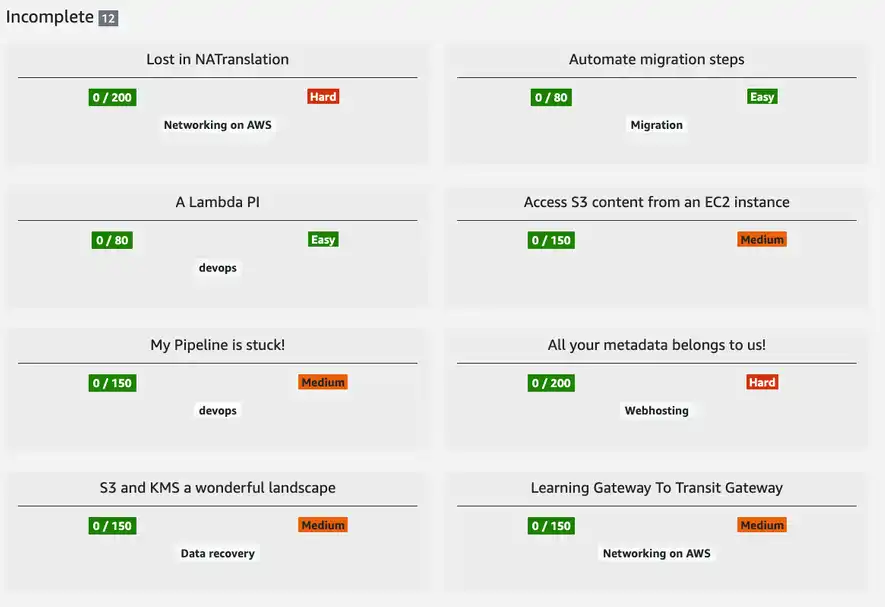 Incomplete 12
Lost in NATranslation
0 / 200 Hard
Networking on AWS
Automate migration steps
0 / 80 Easy
Migration
A Lambda PI
0 / 80 Easy
devops
Access S3 content from an EC2 instance
0 / 150 Medium
My Pipeline is stuck!
0 / 150 Medium
devops
All your metadata belongs to us!
0 / 200 Hard
Webhosting
S3 and KMS a wonderful landscape
0 / 150 Medium
Data recovery
Learning Gateway To Transit Gateway
0 / 150 Medium
Networking on AWS